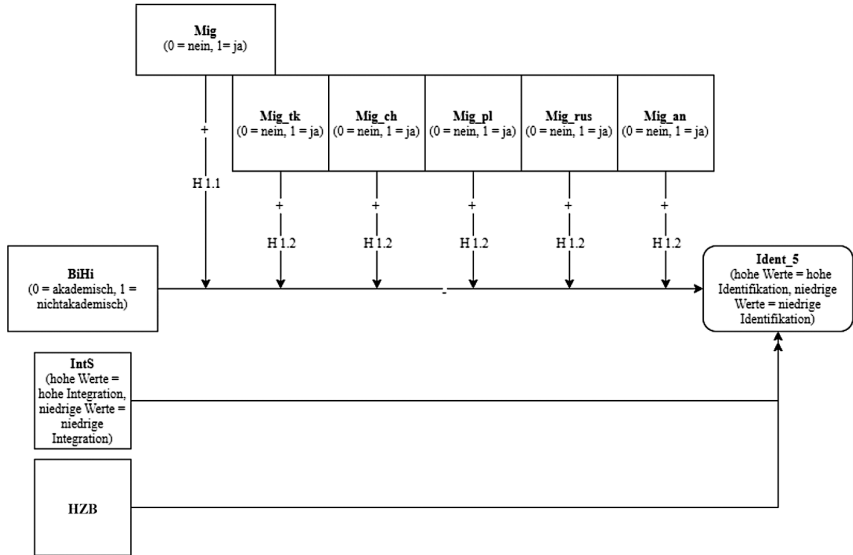 Mig
(0 = nein, 1= ja)
Mig_tk
(0 = nein, 1 = ja)
Mig_ch
(0 = nein, 1 = ja)
Mig_pl
(0 = nein, 1 = ja)
Mig_rus
(0 = nein, 1 = ja)
Mig_an
(0 = nein, 1 = ja)
+
H 1.1
+
H 1.2
+
H 1.2
+
H 1.2
+
H 1.2
+
H 1.2
BiHi
(0 = akademisch, 1 =
nichtakademisch)
-
Ident_5
(hohe Werte = hohe
Identifikation, niedrige
Werte = niedrige
Identifikation)
IntS
(hohe Werte =
hohe Integration,
niedrige Werte =
niedrige
Integration)
HZB